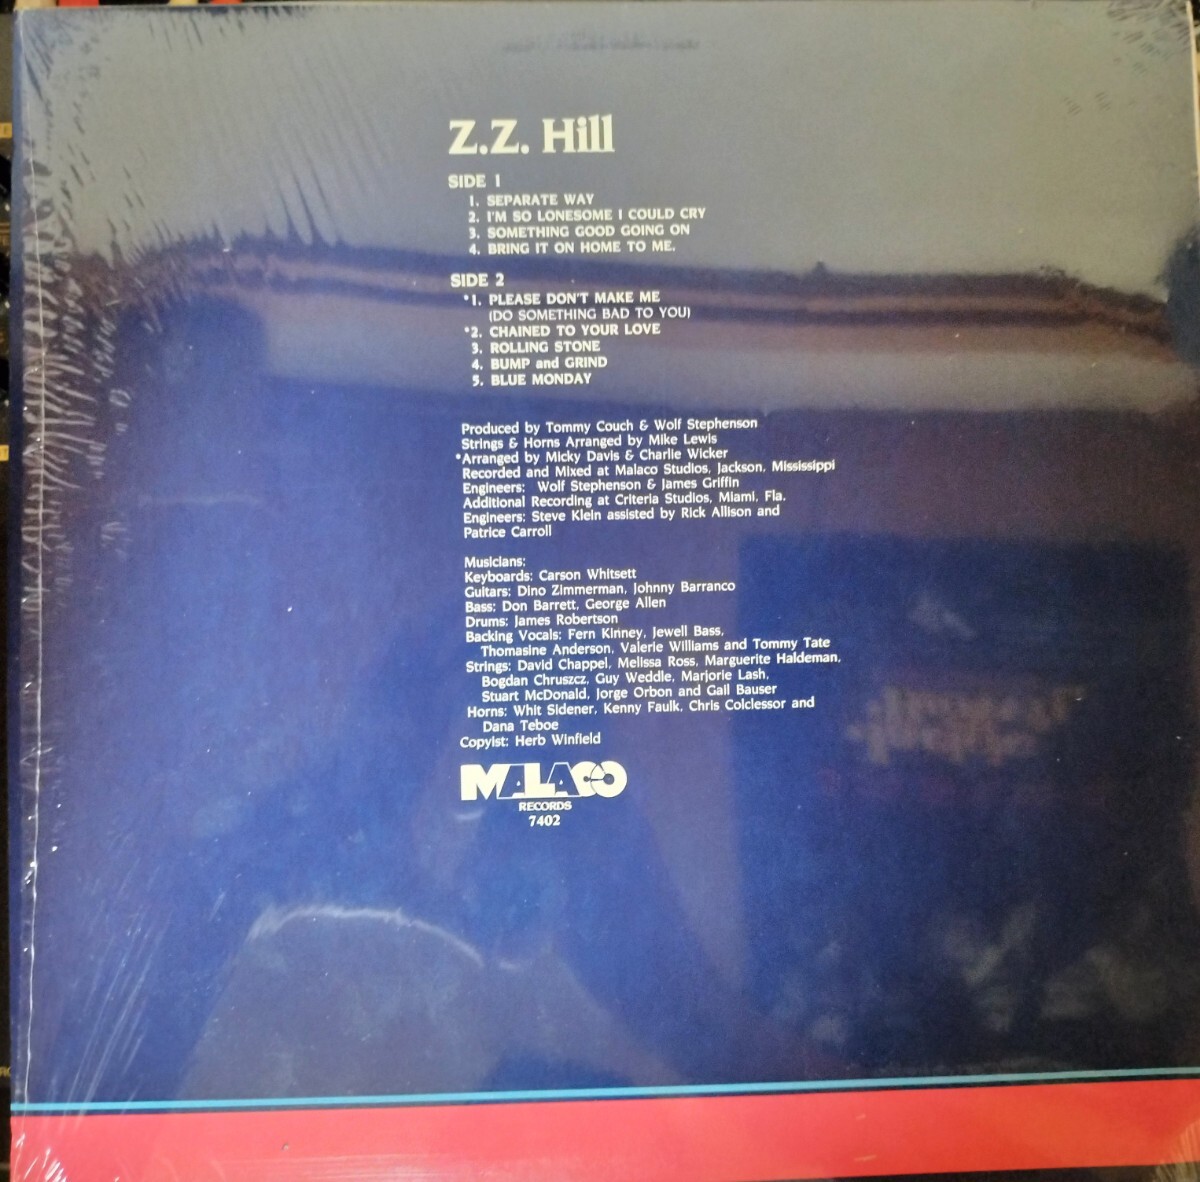 Z.Z. Hill
SIDE 1
1. SEPARATE WAY
2. I'M SO LONESOME I COULD CRY
3. SOMETHING GOOD GOING ON
4. BRING IT ON HOME TO ME.
SIDE 2
*1. PLEASE DON'T MAKE ME
(DO SOMETHING BAD TO YOU)
*2. CHAINED TO YOUR LOVE
3. ROLLING STONE
4. BUMP and GRIND
5. BLUE MONDAY
Produced by Tommy Couch & Wolf Stephenson
Strings & Horns Arranged by Mike Lewis
*Arranged by Micky Davis & Charlie Wicker
Recorded and Mixed at Malaco Studios, Jackson, Mississippi
Engineers: Wolf Stephenson & James Griffin
Additional Recording at Criteria Studios, Miami, Fla.
Engineers: Steve Klein assisted by Rick Allison and
Patrice Carroll
Musicians:
Keyboards: Carson Whitsett
Guitars: Dino Zimmerman, Johnny Barranco
Bass: Don Barrett, George Allen
Drums: James Robertson
Backing Vocals: Fern Kinney, Jewell Bass,
Thomasine Anderson, Valerie Williams and Tommy Tate
Strings: David Chappel, Melissa Ross, Marguerite Haldeman,
Bogdan Chruszcz, Guy Weddle, Marjorie Lash,
Stuart McDonald, Jorge Orbon and Gail Bauser
Horns: Whit Sidener, Kenny Faulk, Chris Colclessor and
Dana Teboe
Copyist: Herb Winfield
MALACO
RECORDS
7402